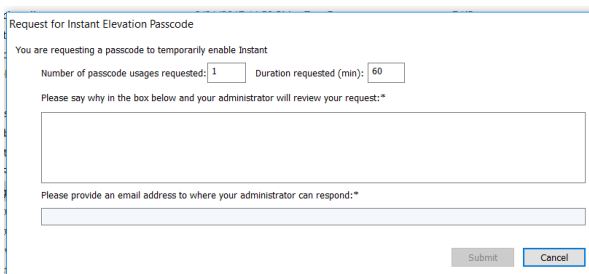 Request for Instant Elevation Passcode
You are requesting a passcode to temporarily enable Instant
Number of passcode usages requested: 1 Duration requested (min): 60
Please say why in the box below and your administrator will review your request:*
Please provide an email address to where your administrator can respond:*
Submit Cancel